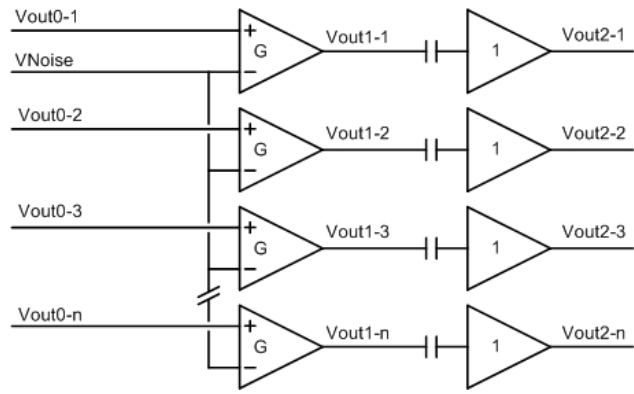 Vout0-1
+
G
Vout1-1
1
Vout2-1
VNoise
−
Vout0-2
+
G
Vout1-2
1
Vout2-2
−
Vout0-3
+
G
Vout1-3
1
Vout2-3
−
Vout0-n
+
G
Vout1-n
1
Vout2-n
−